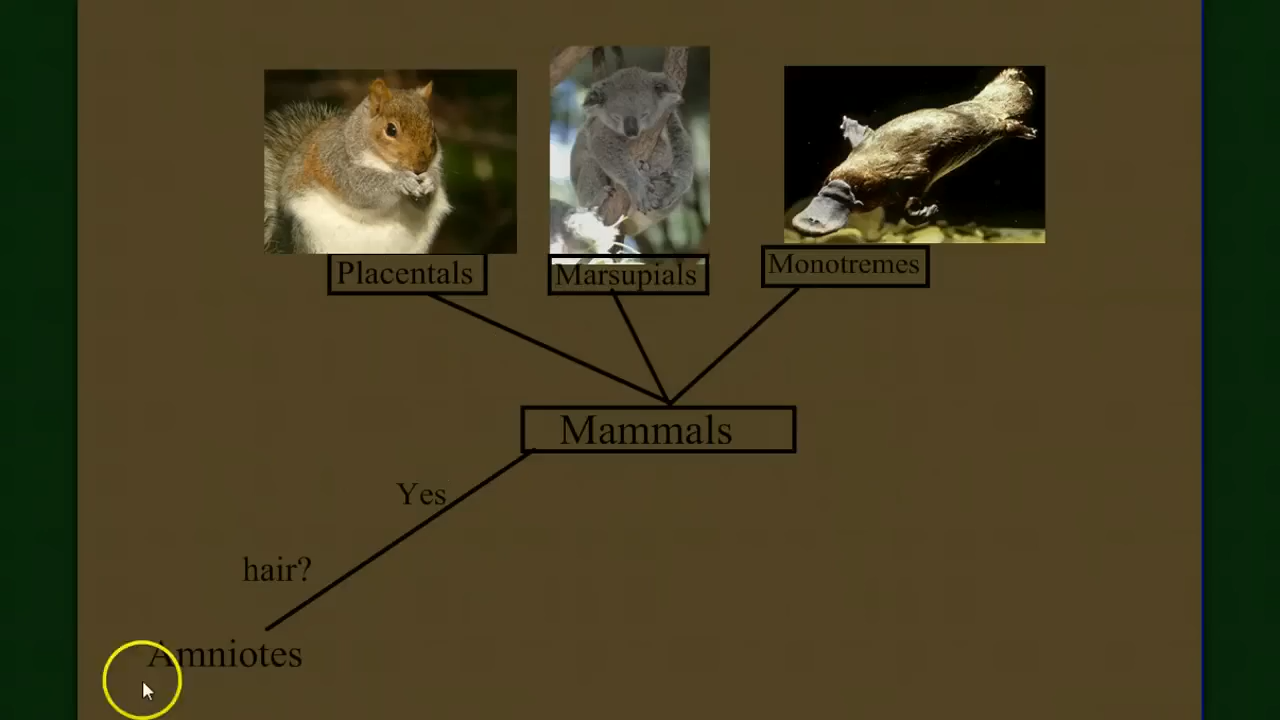 Placentals
Marsupials
Monotremes
Mammals
Yes
hair?
Amniotes